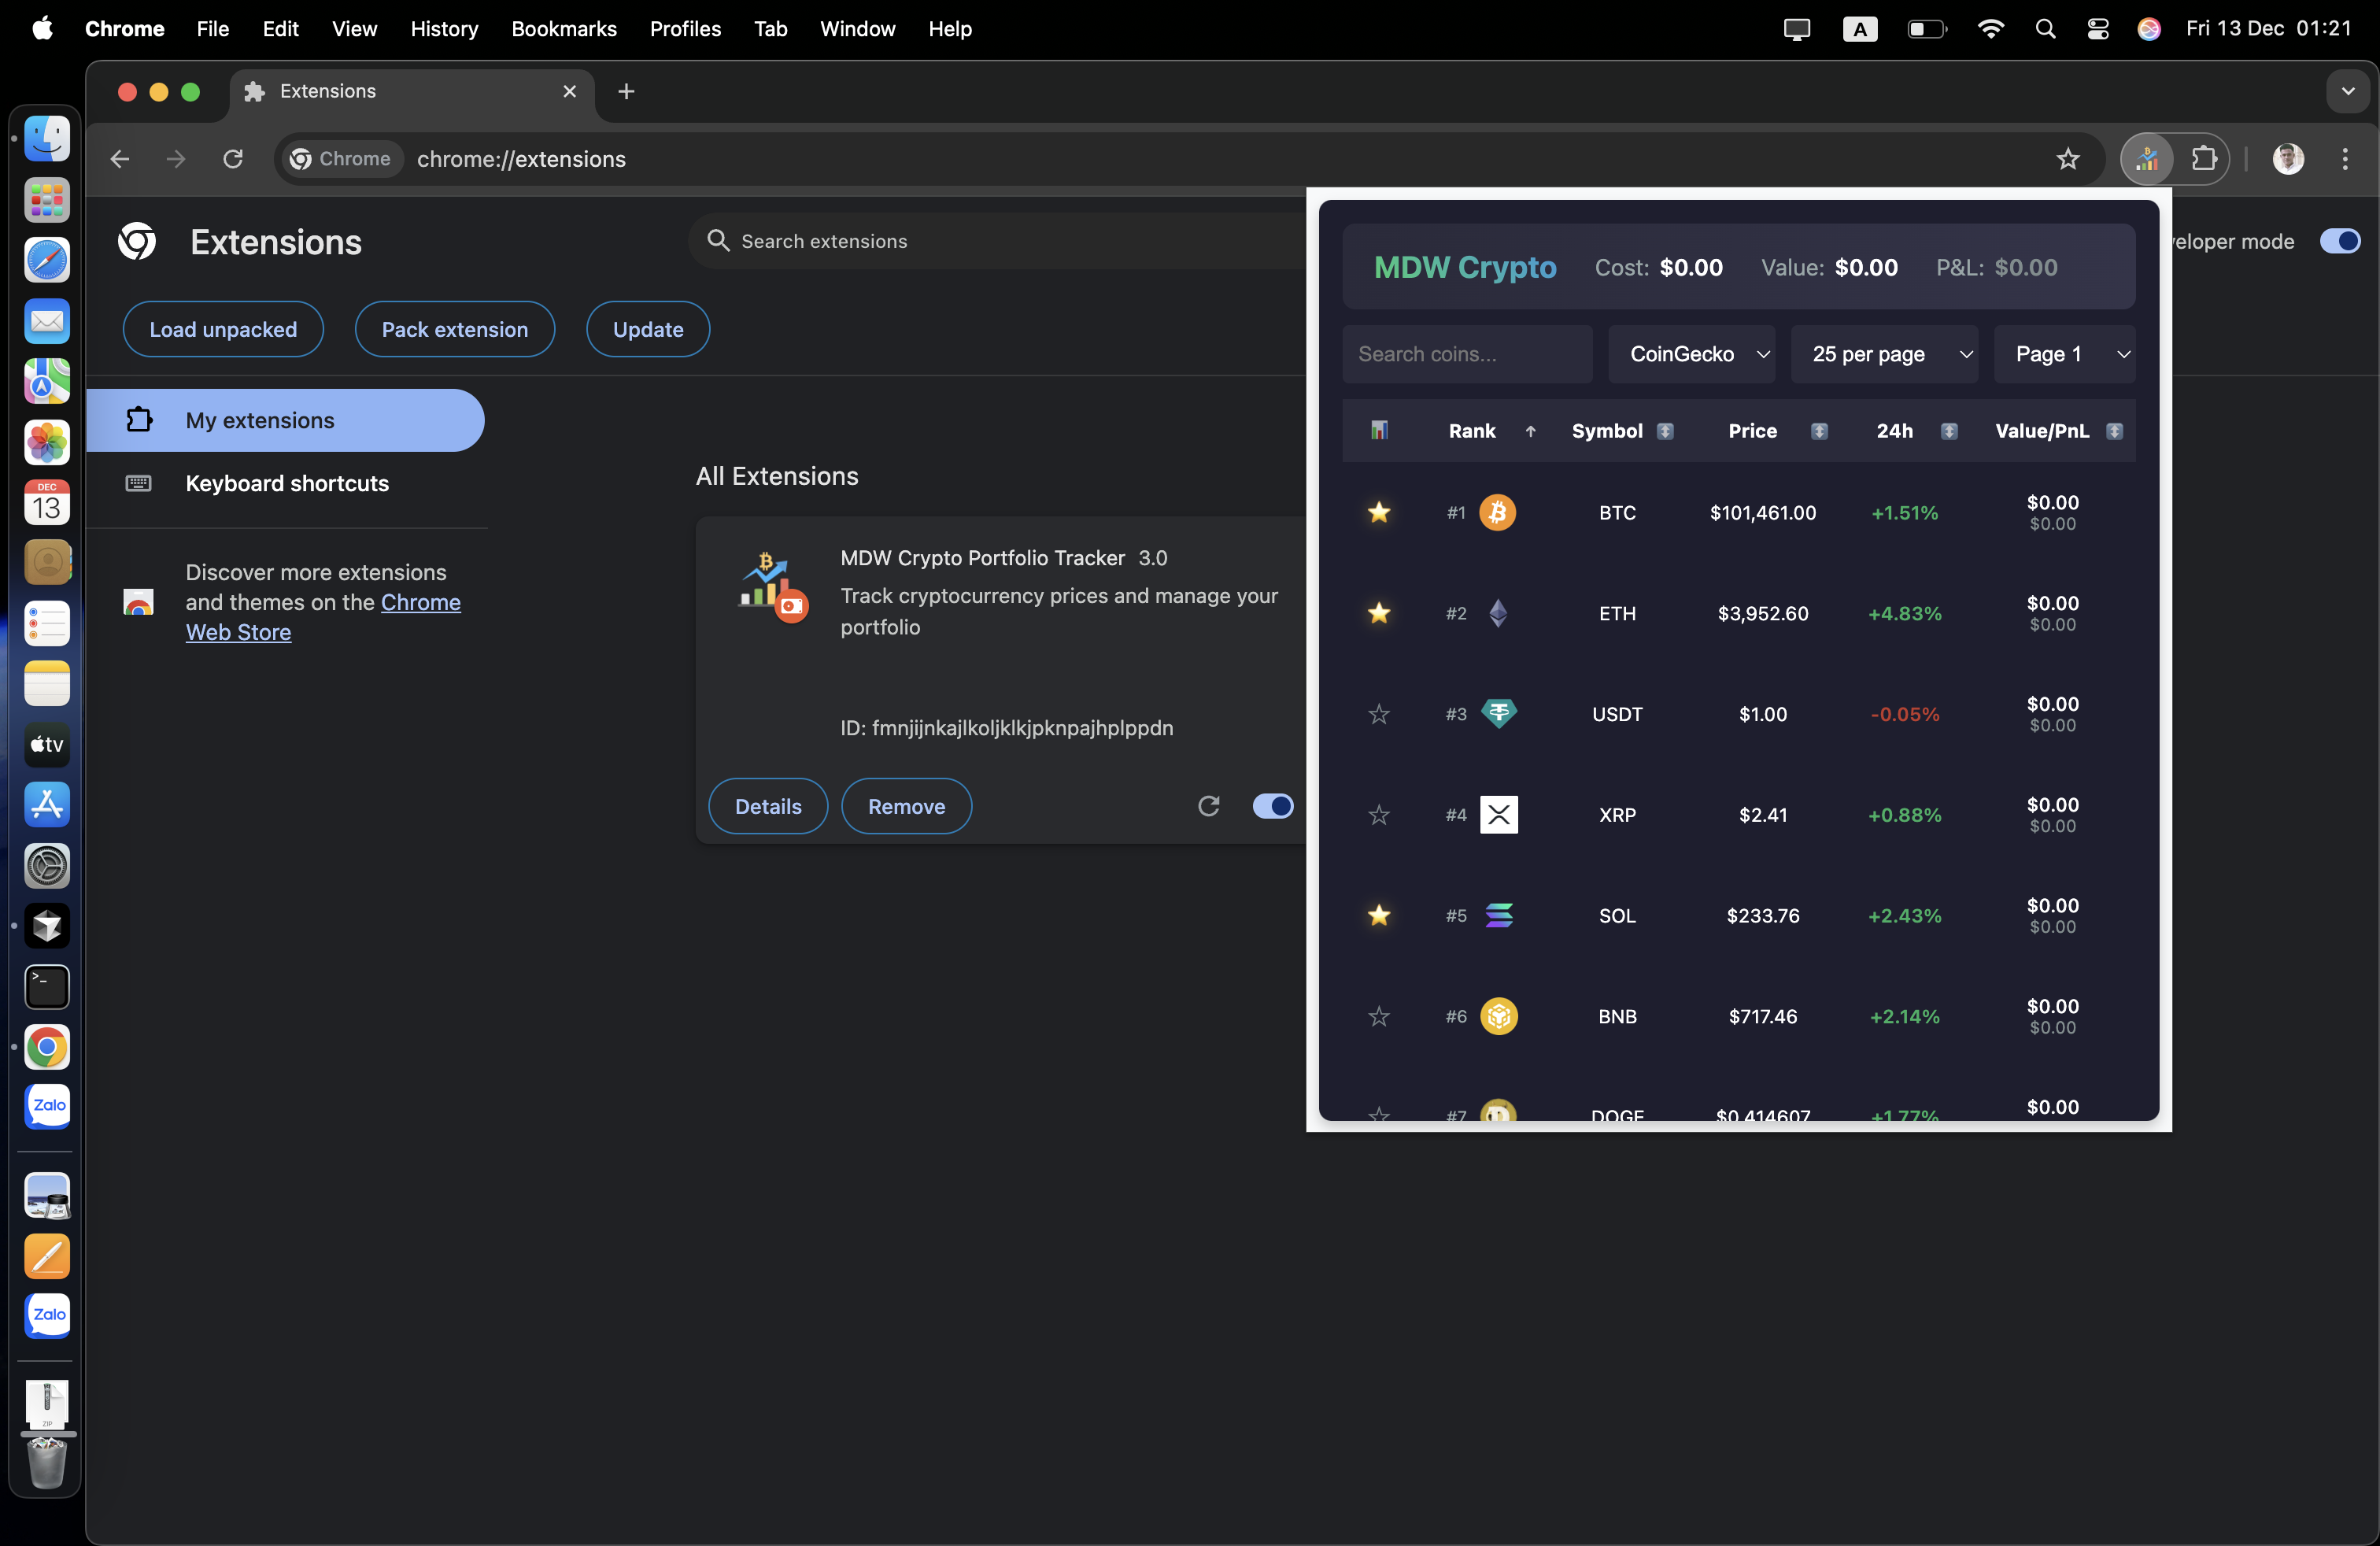 Chrome File Edit View History Bookmarks Profiles Tab Window Help
A
Fri 13 Dec 01:21
Extensions
Chrome
chrome://extensions
Extensions
Search extensions
veloper mode
Load unpacked
Pack extension
Update
My extensions
Keyboard shortcuts
Discover more extensions
and themes on the Chrome
Web Store
All Extensions
MDW Crypto Portfolio Tracker 3.0
Track cryptocurrency prices and manage your
portfolio
ID: fmnjijnkajlkoljklkjpknpajhplppdn
Details
Remove
MDW Crypto Cost: $0.00 Value: $0.00 P&L: $0.00
Search coins...
CoinGecko
25 per page
Page 1
Rank ↑ Symbol Price 24h Value/PnL
#1 BTC $101,461.00 +1.51% $0.00
$0.00
#2 ETH $3,952.60 +4.83% $0.00
$0.00
#3 USDT $1.00 -0.05% $0.00
$0.00
#4 XRP $2.41 +0.88% $0.00
$0.00
#5 SOL $233.76 +2.43% $0.00
$0.00
#6 BNB $717.46 +2.14% $0.00
$0.00
#7 DOGE $0.414607 +1.77% $0.00
DEC
13
tv
>_
Zalo
Zalo
ZIP